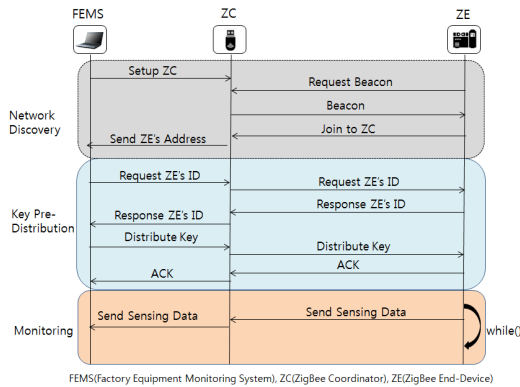 FEMS
ZC
ZE
Setup ZC
Request Beacon
Beacon
Network
Discovery
Join to ZC
Send ZE's Address
Request ZE's ID
Request ZE's ID
Response ZE's ID
Key Pre-
Distribution
Response ZE's ID
Distribute Key
Distribute Key
ACK
ACK
Monitoring
Send Sensing Data
Send Sensing Data
while()
FEMS(Factory Equipment Monitoring System), ZC(ZigBee Coordinator), ZE(ZigBee End-Device)